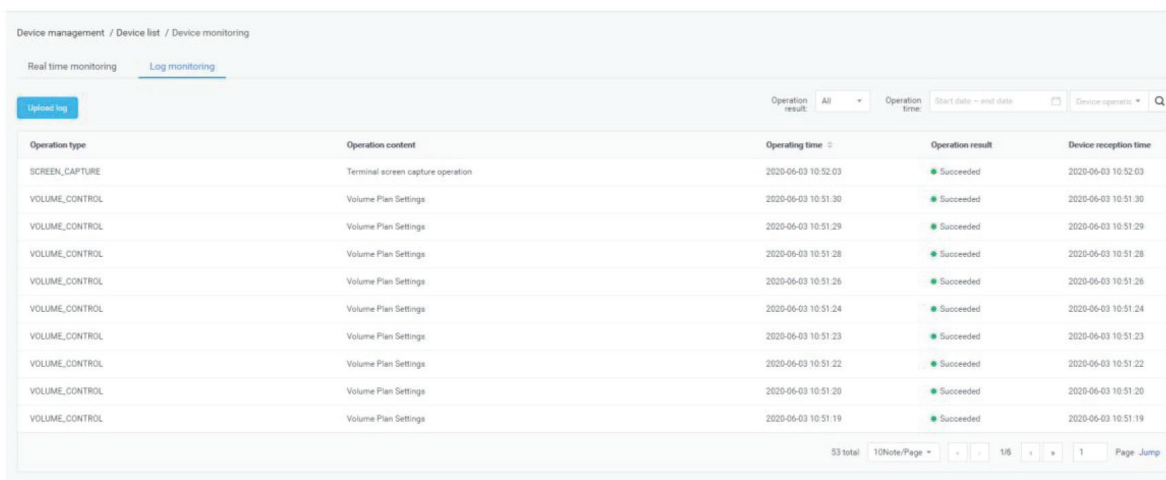 Device management / Device list / Device monitoring
Real time monitoring Log monitoring
Upload log Operation result: All Operation time: Start date ~ end date Device operatic
Operation type Operation content Operating time Operation result Device reception time
SCREEN_CAPTURE Terminal screen capture operation 2020-06-03 10:52:03 Succeeded 2020-06-03 10:52:03
VOLUME_CONTROL Volume Plan Settings 2020-06-03 10:51:30 Succeeded 2020-06-03 10:51:30
VOLUME_CONTROL Volume Plan Settings 2020-06-03 10:51:29 Succeeded 2020-06-03 10:51:29
VOLUME_CONTROL Volume Plan Settings 2020-06-03 10:51:28 Succeeded 2020-06-03 10:51:28
VOLUME_CONTROL Volume Plan Settings 2020-06-03 10:51:26 Succeeded 2020-06-03 10:51:26
VOLUME_CONTROL Volume Plan Settings 2020-06-03 10:51:24 Succeeded 2020-06-03 10:51:24
VOLUME_CONTROL Volume Plan Settings 2020-06-03 10:51:23 Succeeded 2020-06-03 10:51:23
VOLUME_CONTROL Volume Plan Settings 2020-06-03 10:51:22 Succeeded 2020-06-03 10:51:22
VOLUME_CONTROL Volume Plan Settings 2020-06-03 10:51:20 Succeeded 2020-06-03 10:51:20
VOLUME_CONTROL Volume Plan Settings 2020-06-03 10:51:19 Succeeded 2020-06-03 10:51:19
53 total 10Note/Page 1/6 1 Page Jump